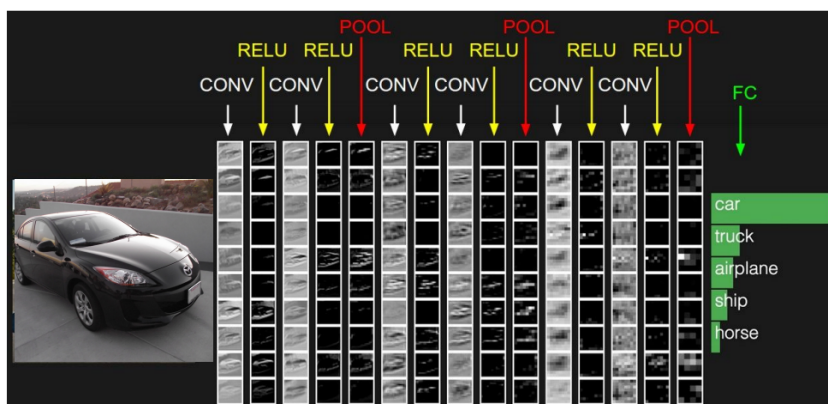 POOL POOL POOL
RELU RELU RELU RELU RELU RELU
CONV CONV CONV CONV CONV CONV
FC
car
truck
airplane
ship
horse